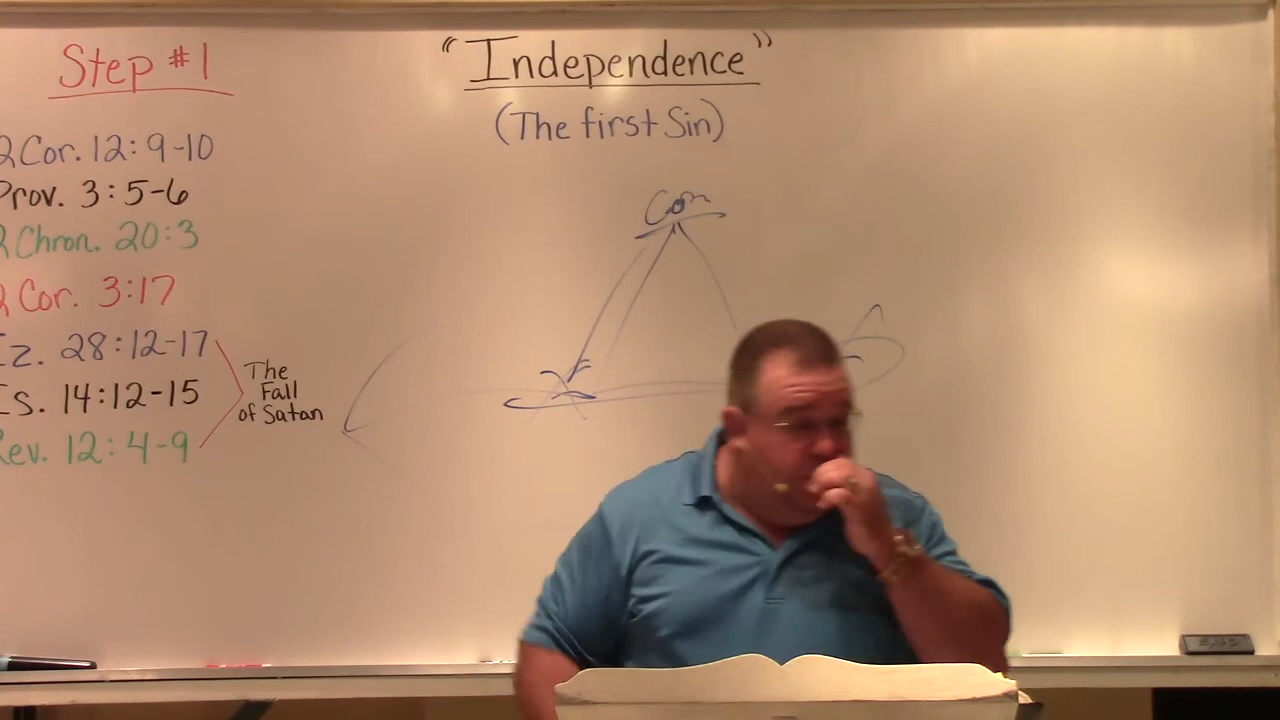 Step #1
2 Cor. 12:9-10
Prov. 3:5-6
2 Chron. 20:3
2 Cor. 3:17
Ez. 28:12-17
Is. 14:12-15
Rev. 12:4-9
The
Fall
of Satan
"Independence"
(The first Sin)